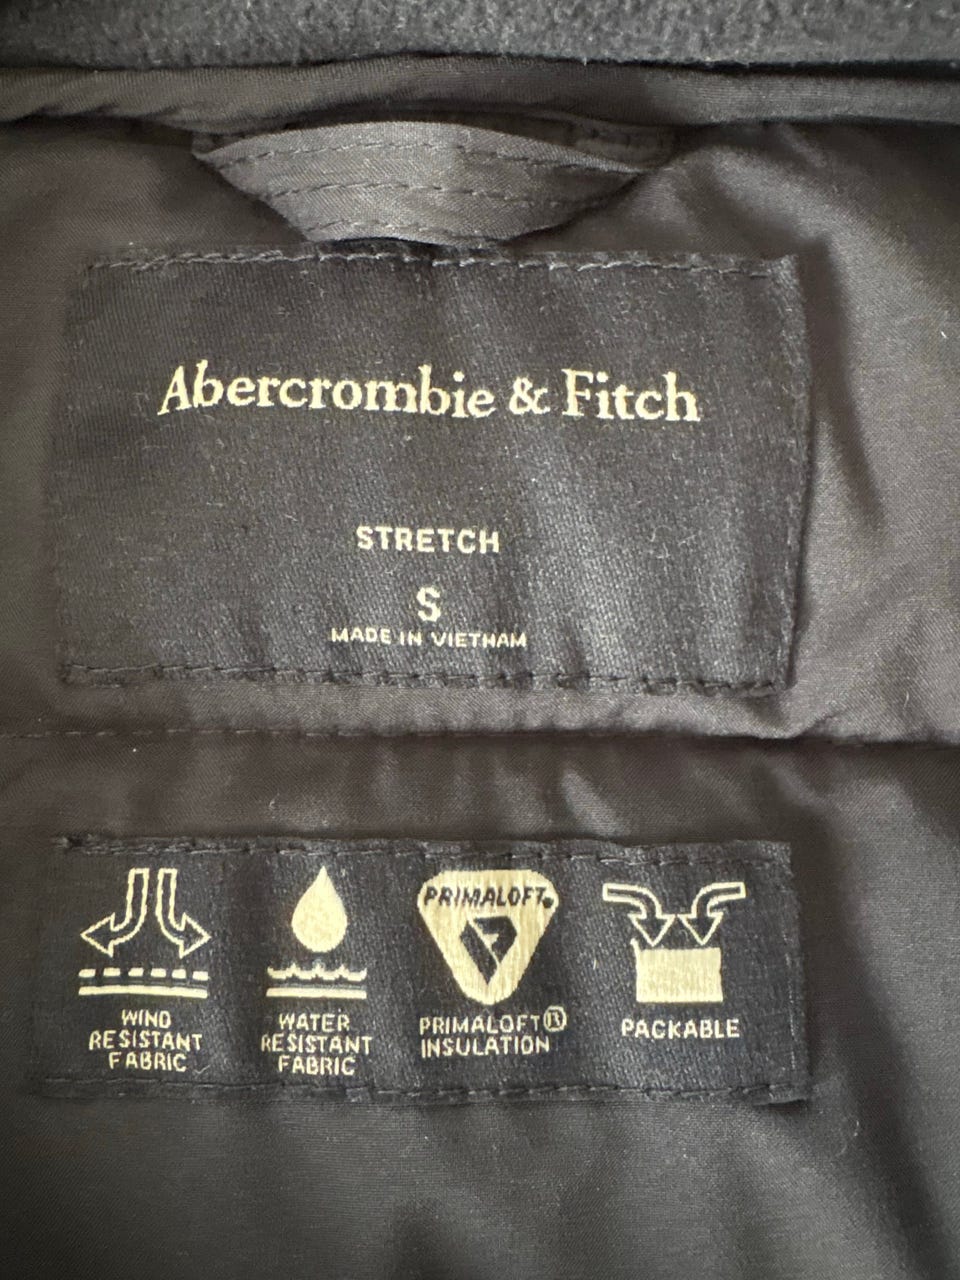 Abercrombie & Fitch
STRETCH
S
MADE IN VIETNAM
PRIMALOFT®
WIND
RESISTANT
FABRIC
WATER
RESISTANT
FABRIC
PRIMALOFT®
INSULATION
PACKABLE